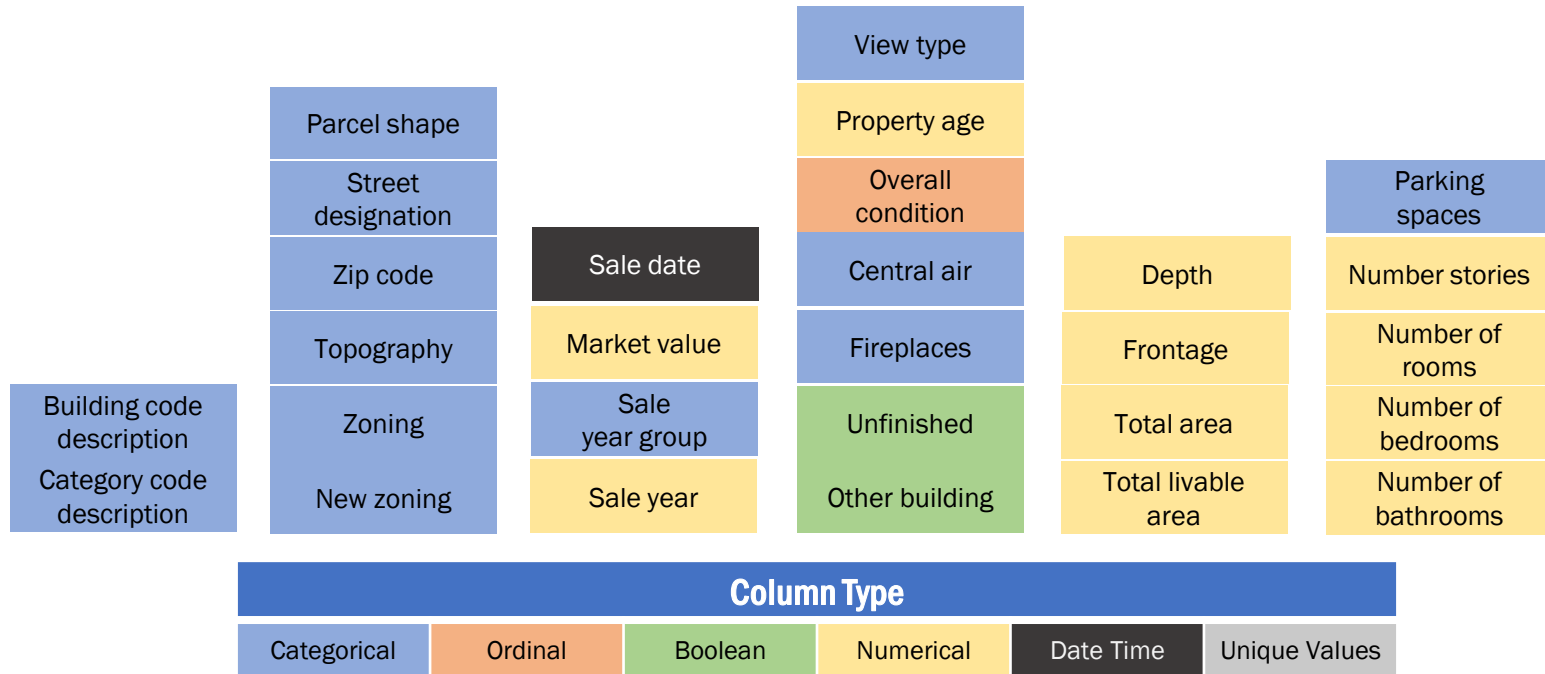 Building code
description
Category code
description
Parcel shape
Street
designation
Zip code
Topography
Zoning
New zoning
Sale date
Market value
Sale
year group
Sale year
View type
Property age
Overall
condition
Central air
Fireplaces
Unfinished
Other building
Depth
Frontage
Total area
Total livable
area
Parking
spaces
Number stories
Number of
rooms
Number of
bedrooms
Number of
bathrooms
Column Type
Categorical
Ordinal
Boolean
Numerical
Date Time
Unique Values